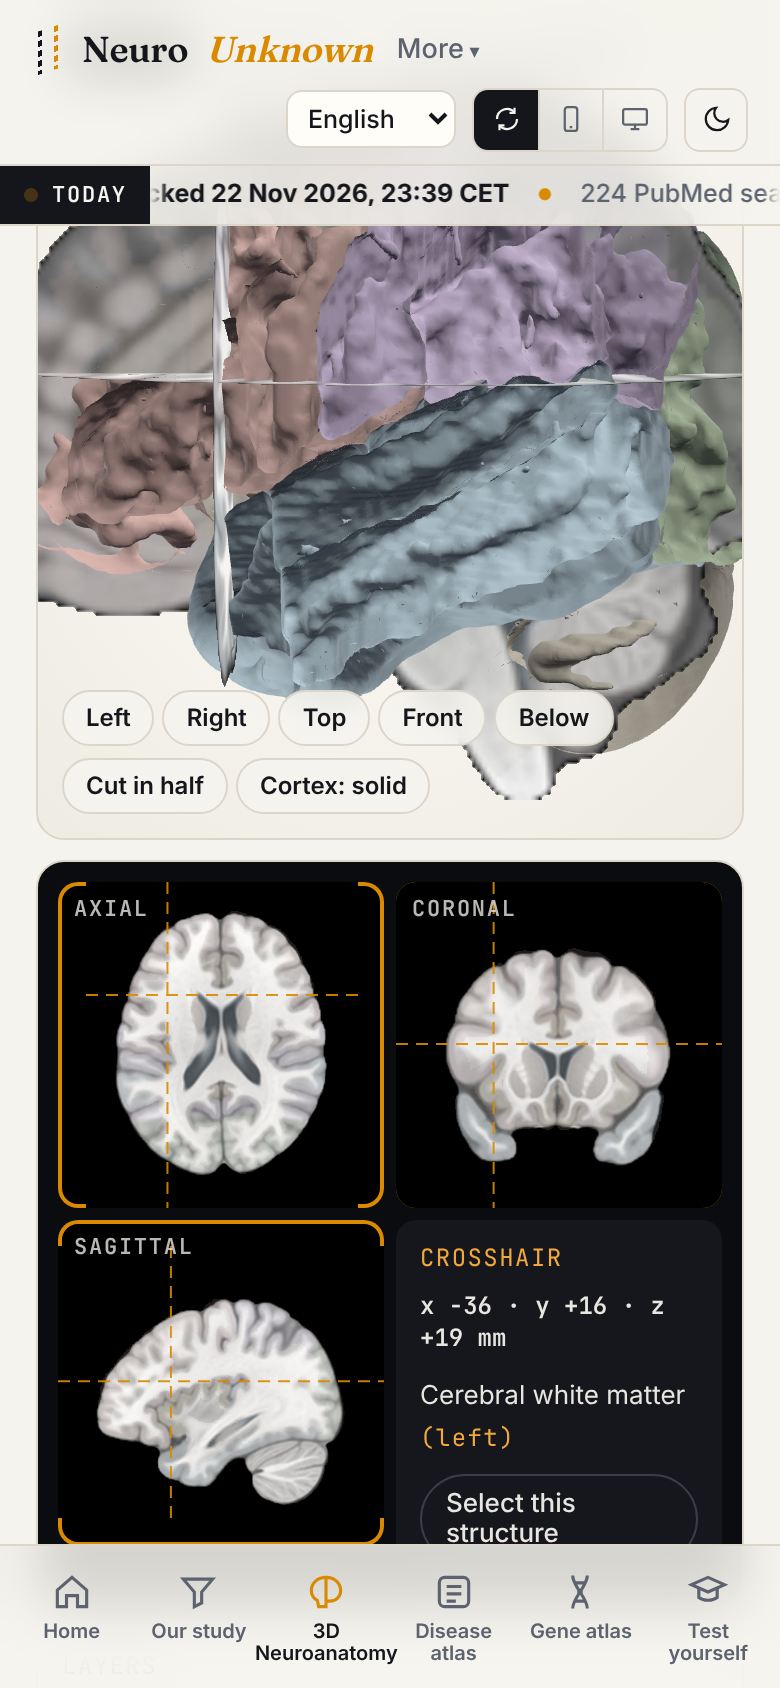 Neuro Unknown More ▾
English
TODAY
cked 22 Nov 2026, 23:39 CET • 224 PubMed sea
Left Right Top Front Below
Cut in half Cortex: solid
AXIAL
CORONAL
SAGITTAL
CROSSHAIR
x -36 · y +16 · z
+19 mm
Cerebral white matter
(left)
Select this
structure
Home
Our study
3D
Neuroanatomy
Disease
atlas
Gene atlas
Test
yourself
LAYERS